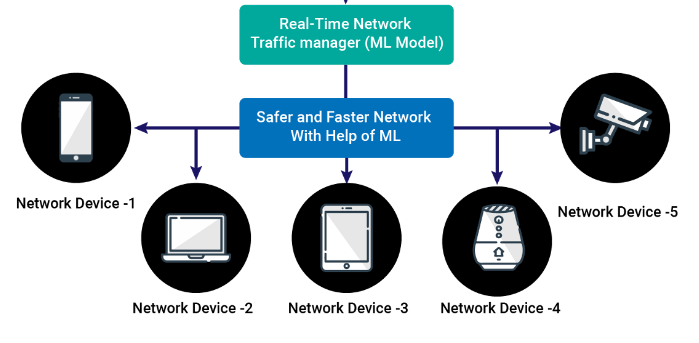 Real-Time Network
Traffic manager (ML Model)
Safer and Faster Network
With Help of ML
Network Device -1
Network Device -5
Network Device -2
Network Device -3
Network Device -4